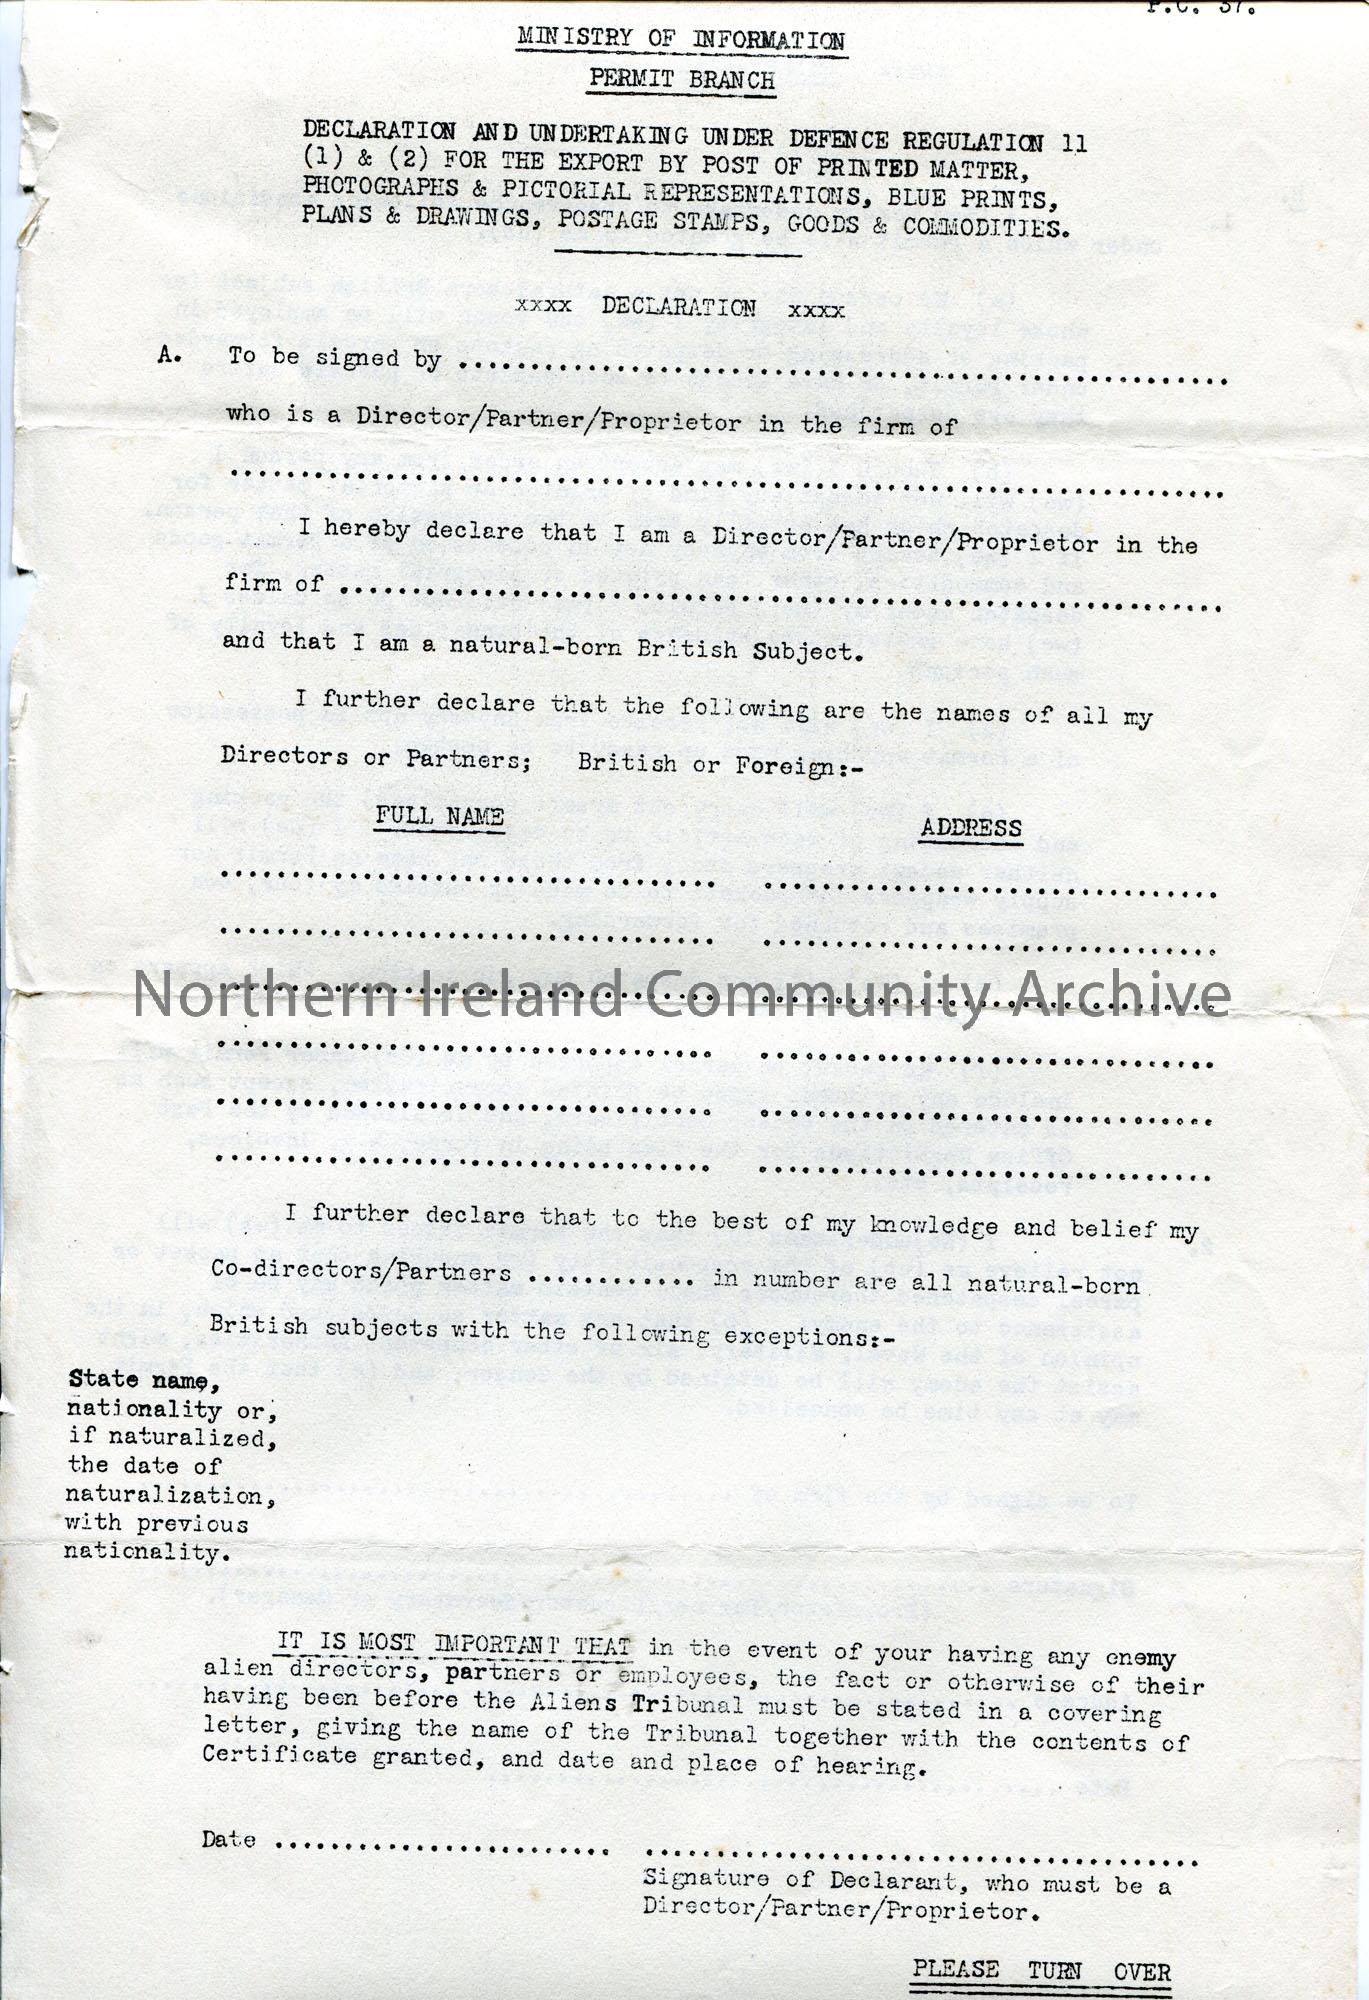 P.C. 37.
MINISTRY OF INFORMATION
PERMIT BRANCH
DECLARATION AND UNDERTAKING UNDER DEFENCE REGULATION 11
(1) & (2) FOR THE EXPORT BY POST OF PRINTED MATTER,
PHOTOGRAPHS & PICTORIAL REPRESENTATIONS, BLUE PRINTS,
PLANS & DRAWINGS, POSTAGE STAMPS, GOODS & COMMODITIES.
xxxx DECLARATION xxxx
A. To be signed by ..........................................................
who is a Director/Partner/Proprietor in the firm of
..........................................................
I hereby declare that I am a Director/Partner/Proprietor in the
firm of ..........................................................
and that I am a natural-born British Subject.
I further declare that the following are the names of all my
Directors or Partners; British or Foreign:-
FULL NAME ADDRESS
................................... ................................
................................... ................................
................................... ................................
Northern Ireland Community Archive
................................... ................................
................................... ................................
................................... ................................
I further declare that to the best of my knowledge and belief my
Co-directors/Partners ............ in number are all natural-born
British subjects with the following exceptions:-
State name,
nationality or,
if naturalized,
the date of
naturalization,
with previous
nationality.
IT IS MOST IMPORTANT THAT in the event of your having any enemy
alien directors, partners or employees, the fact or otherwise of their
having been before the Aliens Tribunal must be stated in a covering
letter, giving the name of the Tribunal together with the contents of
Certificate granted, and date and place of hearing.
Date ........................ .......................................
Signature of Declarant, who must be a
Director/Partner/Proprietor.
PLEASE TURN OVER